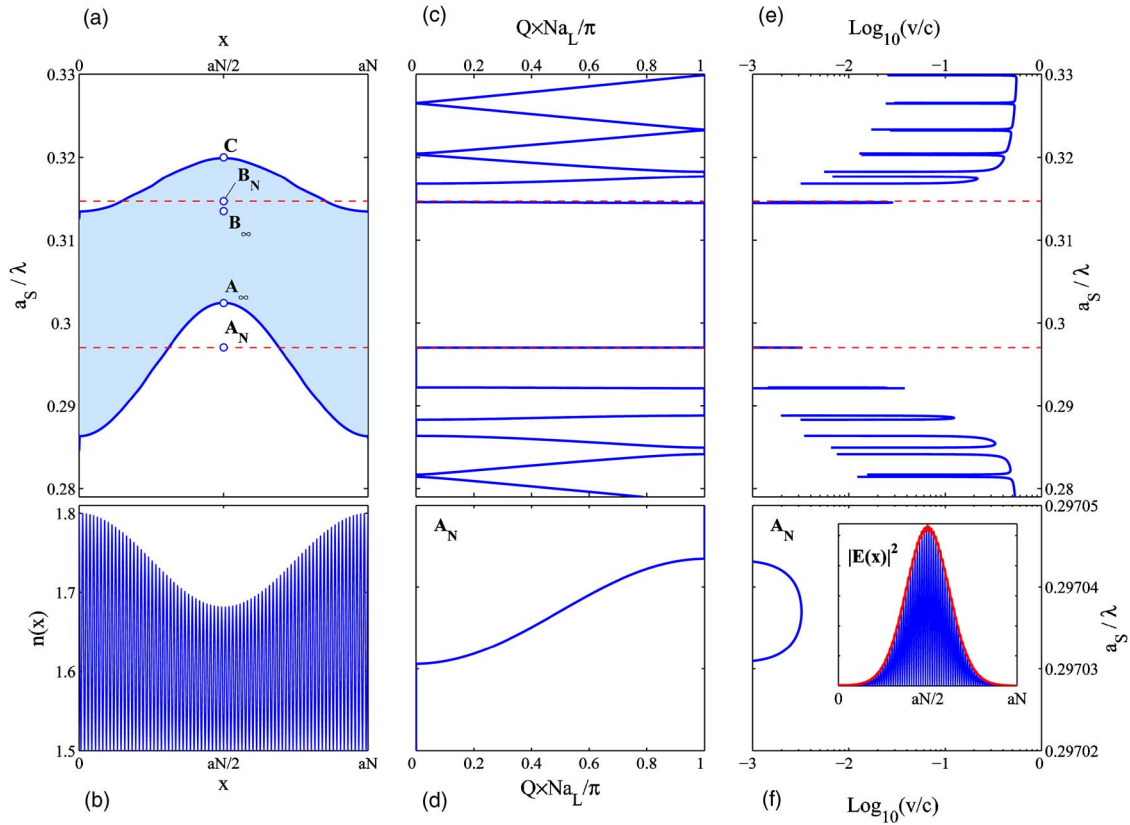 (a)
(c)
(e)
x
Q×Na_L/π
Log₁₀(v/c)
0 aN/2 aN
0 0.2 0.4 0.6 0.8 1
−3 −2 −1 0
0.33
0.32
0.31
0.3
0.29
0.28
a_S / λ
C
B_N
B_∞
A_∞
A_N
0.33
0.32
0.31
0.3
0.29
0.28
a_S / λ
1.8
1.7
1.6
1.5
n(x)
0 aN/2 aN
x
(b)
A_N
0 0.2 0.4 0.6 0.8 1
Q×Na_L/π
(d)
A_N
|E(x)|²
0 aN/2 aN
0.29705
0.29704
0.29703
0.29702
a_S / λ
−3 −2 −1 0
Log₁₀(v/c)
(f)